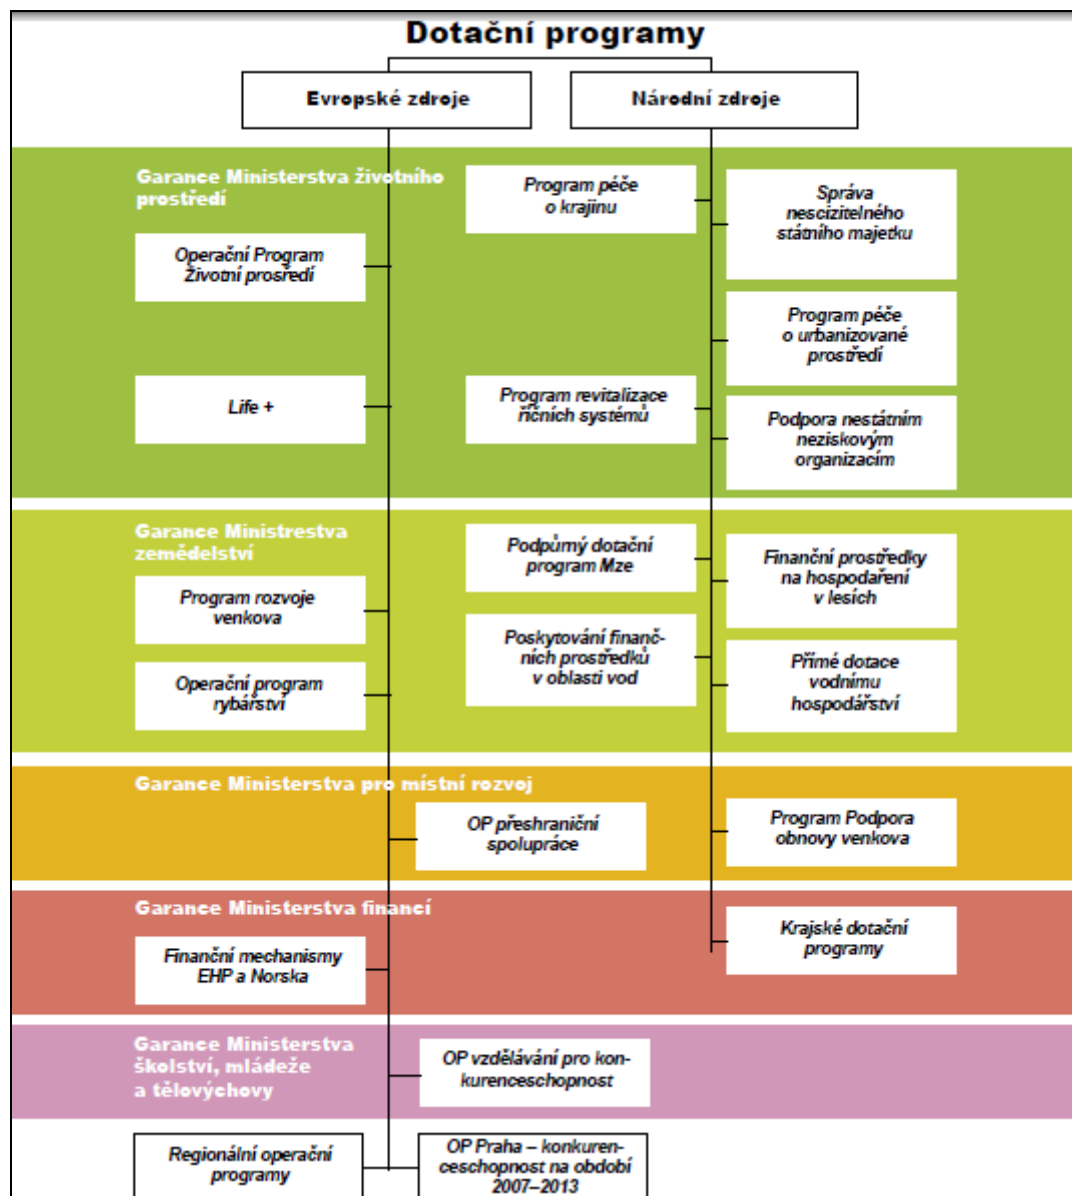 Dotační programy
Evropské zdroje
Národní zdroje
Garance Ministerstva životního
prostředí
Program péče
o krajinu
Správa
nescizitelného
státního majetku
Operační Program
Životní prosředí
Program péče
o urbanizované
prostředí
Life +
Program revitalizace
říčních systémů
Podpora nestátním
neziskovým
organizacím
Garance Ministrestva
zemědelství
Podpůrný dotační
program Mze
Finanční prostředky
na hospodaření
v lesích
Program rozvoje
venkova
Poskytování finanč-
ních prostředků
v oblasti vod
Přímé dotace
vodnímu
hospodářství
Operační program
rybářství
Garance Ministerstva pro místní rozvoj
OP přeshraniční
spolupráce
Program Podpora
obnovy venkova
Garance Ministerstva financí
Krajské dotační
programy
Finanční mechanismy
EHP a Norska
Garance Ministerstva
školství, mládeže
a tělovýchovy
OP vzdělávání pro kon-
kurenceschopnost
Regionální operační
programy
OP Praha – konkuren-
ceschopnost na období
2007–2013